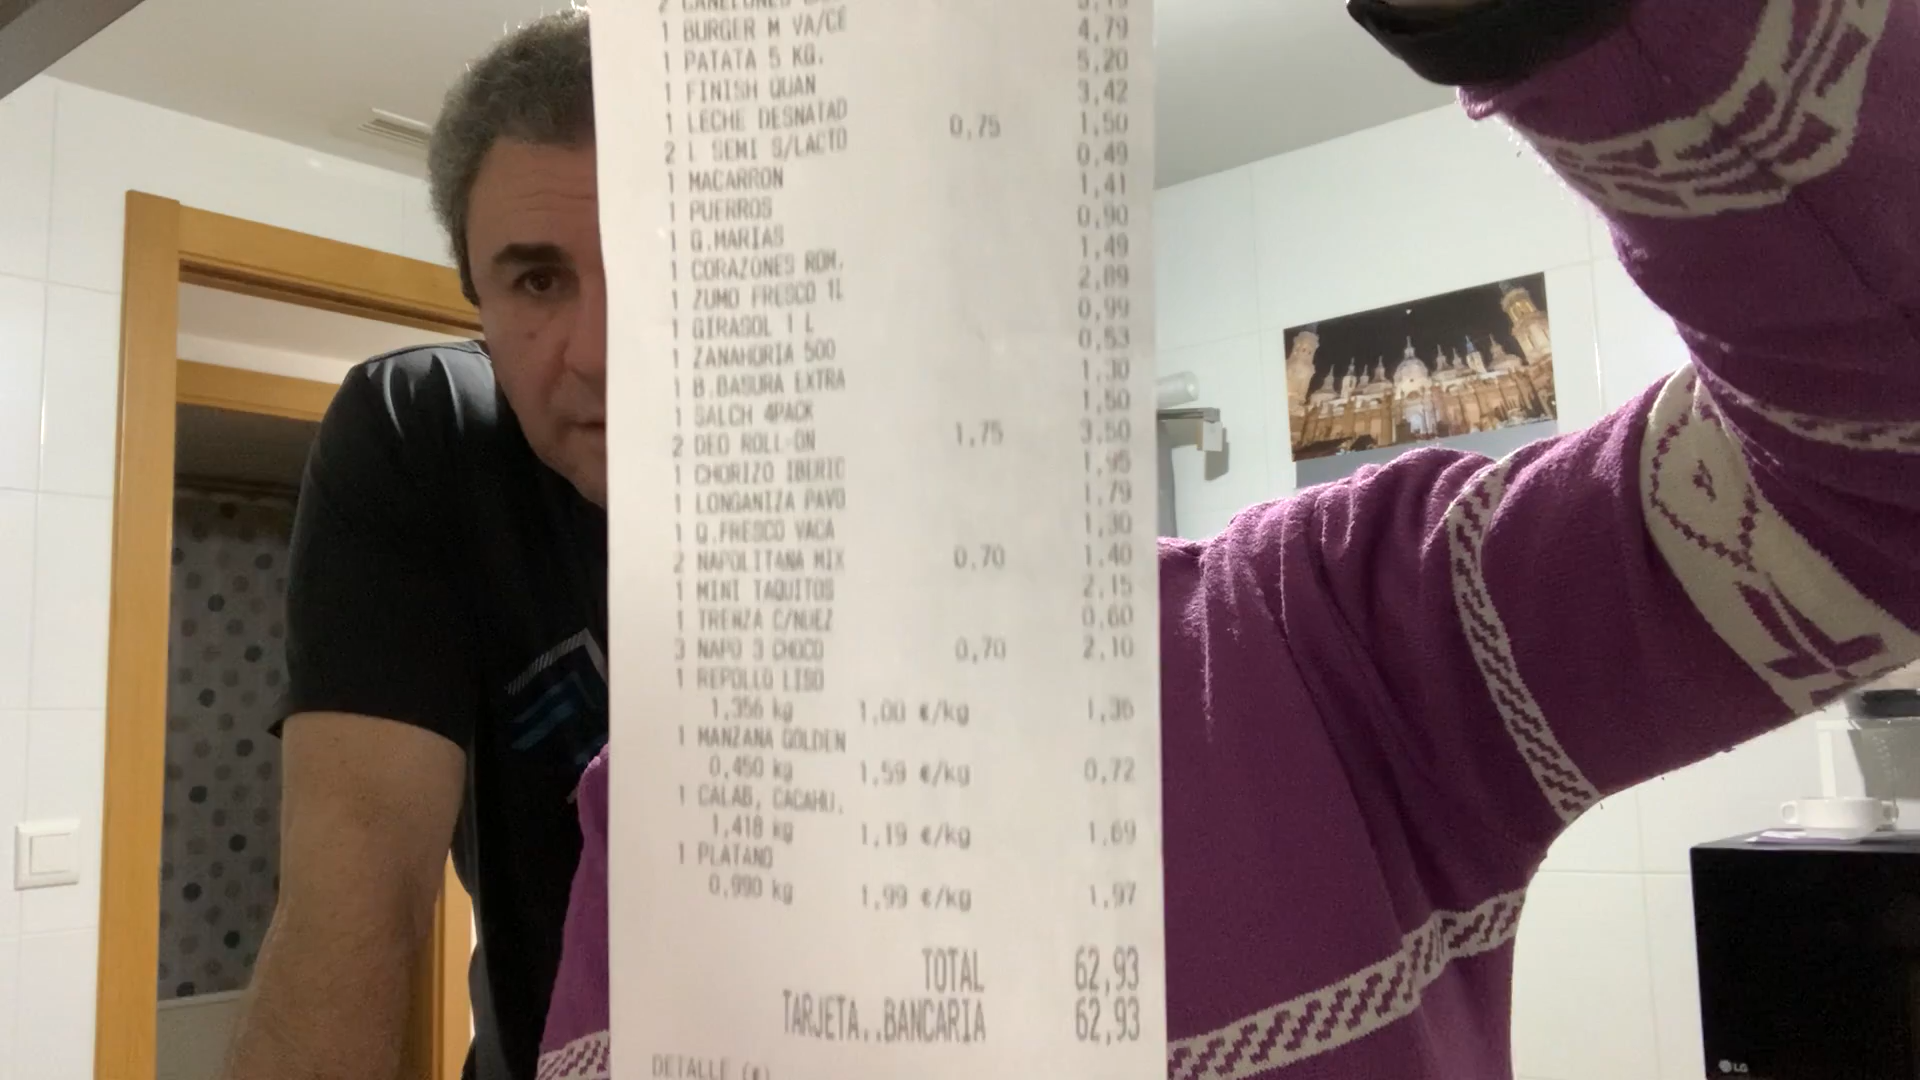 2 CANELONES
1 BURGER M VA/CE 4,79
1 PATATA 5 KG. 5,20
1 FINISH QUAN 3,42
1 LECHE DESNATAD 0,75 1,50
2 L SEMI S/LACTO 0,49
1 MACARRON 1,41
1 PUERROS 0,90
1 G.MARIAS 1,49
1 CORAZONES ROM. 2,89
1 ZUMO FRESCO 1L 0,99
1 GIRASOL 1 L 0,53
1 ZANAHORIA 500 1,30
1 B.BASURA EXTRA 1,50
1 SALCH 4PACK
2 DEO ROLL-ON 1,75 3,50
1 CHORIZO IBERIC 1,95
1 LONGANIZA PAVO 1,79
1 Q.FRESCO VACA 1,30
2 NAPOLITANA MIX 0,70 1,40
1 MINI TAQUITOS 2,15
1 TRENZA C/NUEZ 0,60
3 NAPO 3 CHOCO 0,70 2,10
1 REPOLLO LISO
1,356 kg 1,00 €/kg 1,36
1 MANZANA GOLDEN
0,450 kg 1,59 €/kg 0,72
1 CALAB. CACAHU.
1,418 kg 1,19 €/kg 1,69
1 PLATANO
0,990 kg 1,99 €/kg 1,97
TOTAL 62,93
TARJETA..BANCARIA 62,93
DETALLE (€)
LG